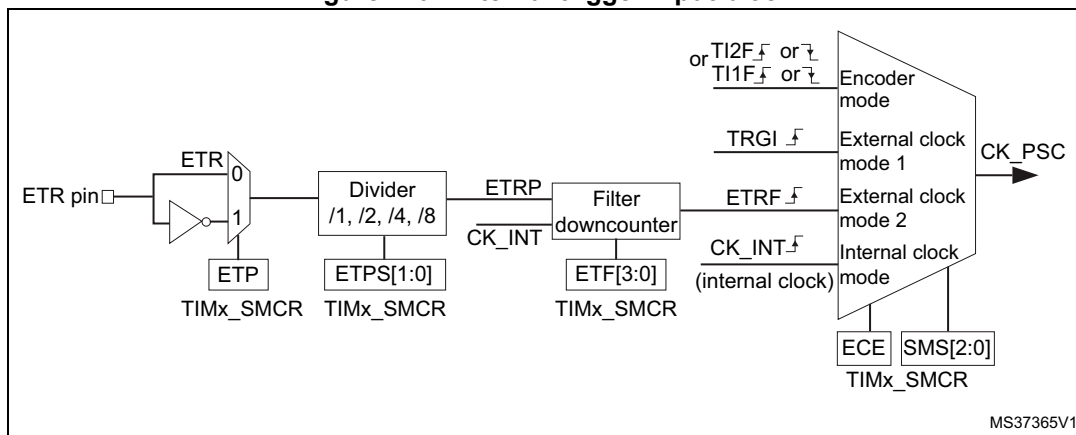 or TI2F or
TI1F or
Encoder
mode
TRGI
External clock
mode 1
CK_PSC
ETR
0
ETR pin
1
Divider
/1, /2, /4, /8
ETRP
CK_INT
Filter
downcounter
ETRF
External clock
mode 2
CK_INT
(internal clock)
Internal clock
mode
ETP
TIMx_SMCR
ETPS[1:0]
TIMx_SMCR
ETF[3:0]
TIMx_SMCR
ECE
SMS[2:0]
TIMx_SMCR
MS37365V1